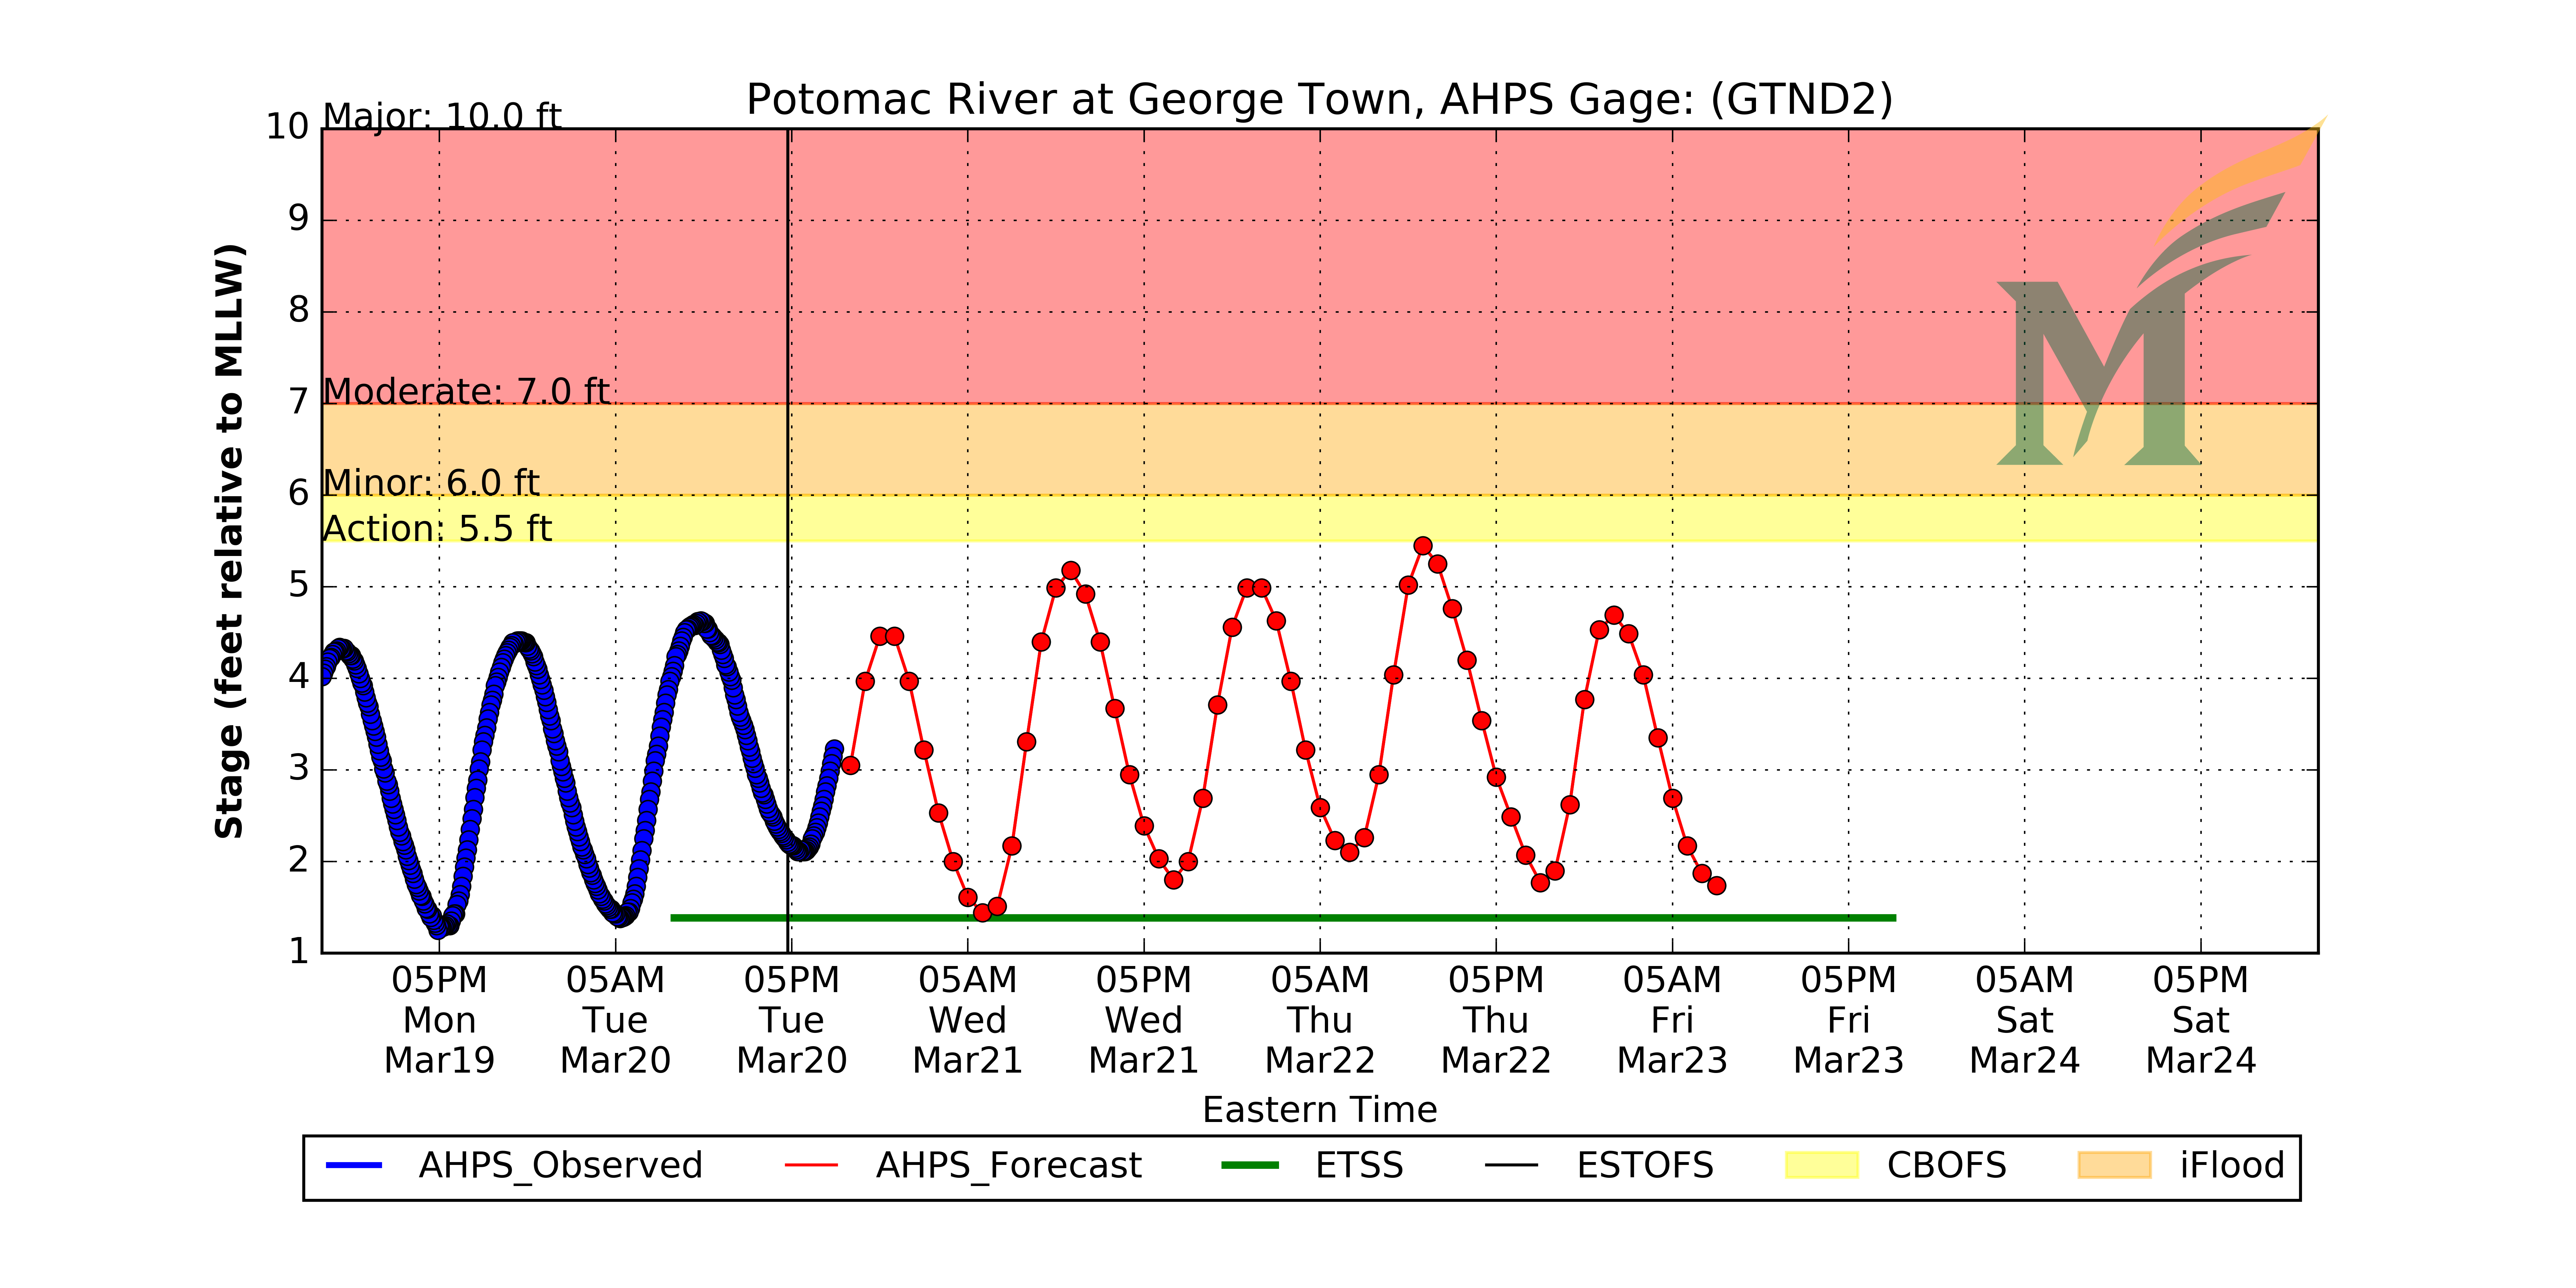 Potomac River at George Town, AHPS Gage: (GTND2)
Major: 10.0 ft
Moderate: 7.0 ft
Minor: 6.0 ft
Action: 5.5 ft
Stage (feet relative to MLLW)
10
9
8
7
6
5
4
3
2
1
05PM 05AM 05PM 05AM 05PM 05AM 05PM 05AM 05PM 05AM 05PM
Mon Tue Tue Wed Wed Thu Thu Fri Fri Sat Sat
Mar19 Mar20 Mar20 Mar21 Mar21 Mar22 Mar22 Mar23 Mar23 Mar24 Mar24
Eastern Time
AHPS_Observed AHPS_Forecast ETSS ESTOFS CBOFS iFlood
M